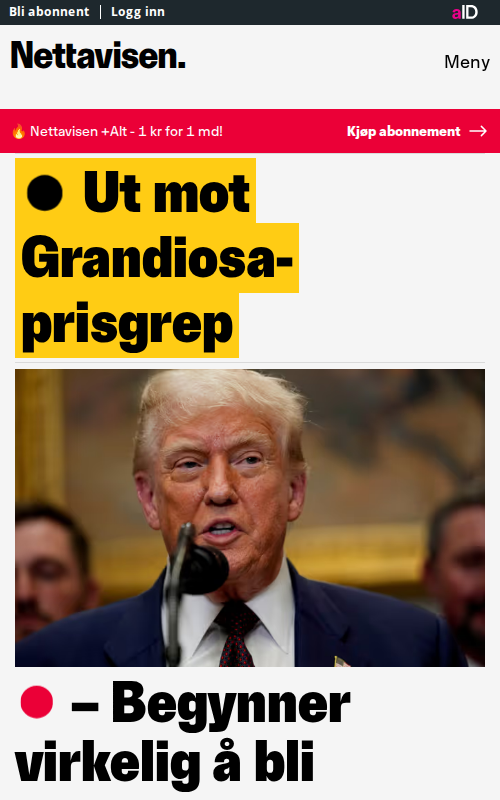 Bli abonnent | Logg inn
aID
Nettavisen.
Meny
🔥 Nettavisen +Alt - 1 kr for 1 md!
Kjøp abonnement →
Ut mot
Grandiosa-
prisgrep
– Begynner
virkelig å bli